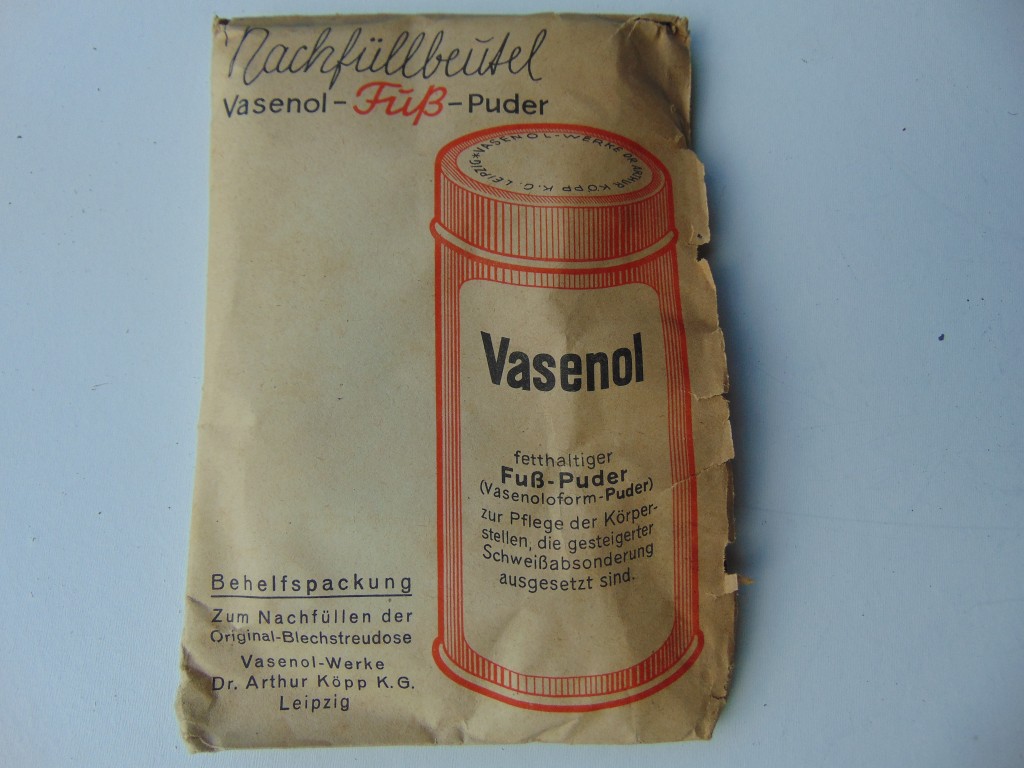 Nachfüllbeutel
Vasenol-Fuß-Puder
VASENOL-WERKE DR. ARTHUR KÖPP K.G. LEIPZIG*
Vasenol
fetthaltiger
Fuß-Puder
(Vasenoloform-Puder)
zur Pflege der Körper-
stellen, die gesteigerter
Schweißabsonderung
ausgesetzt sind.
Behelfspackung
Zum Nachfüllen der
Original-Blechstreudose
Vasenol-Werke
Dr. Arthur Köpp K.G.
Leipzig